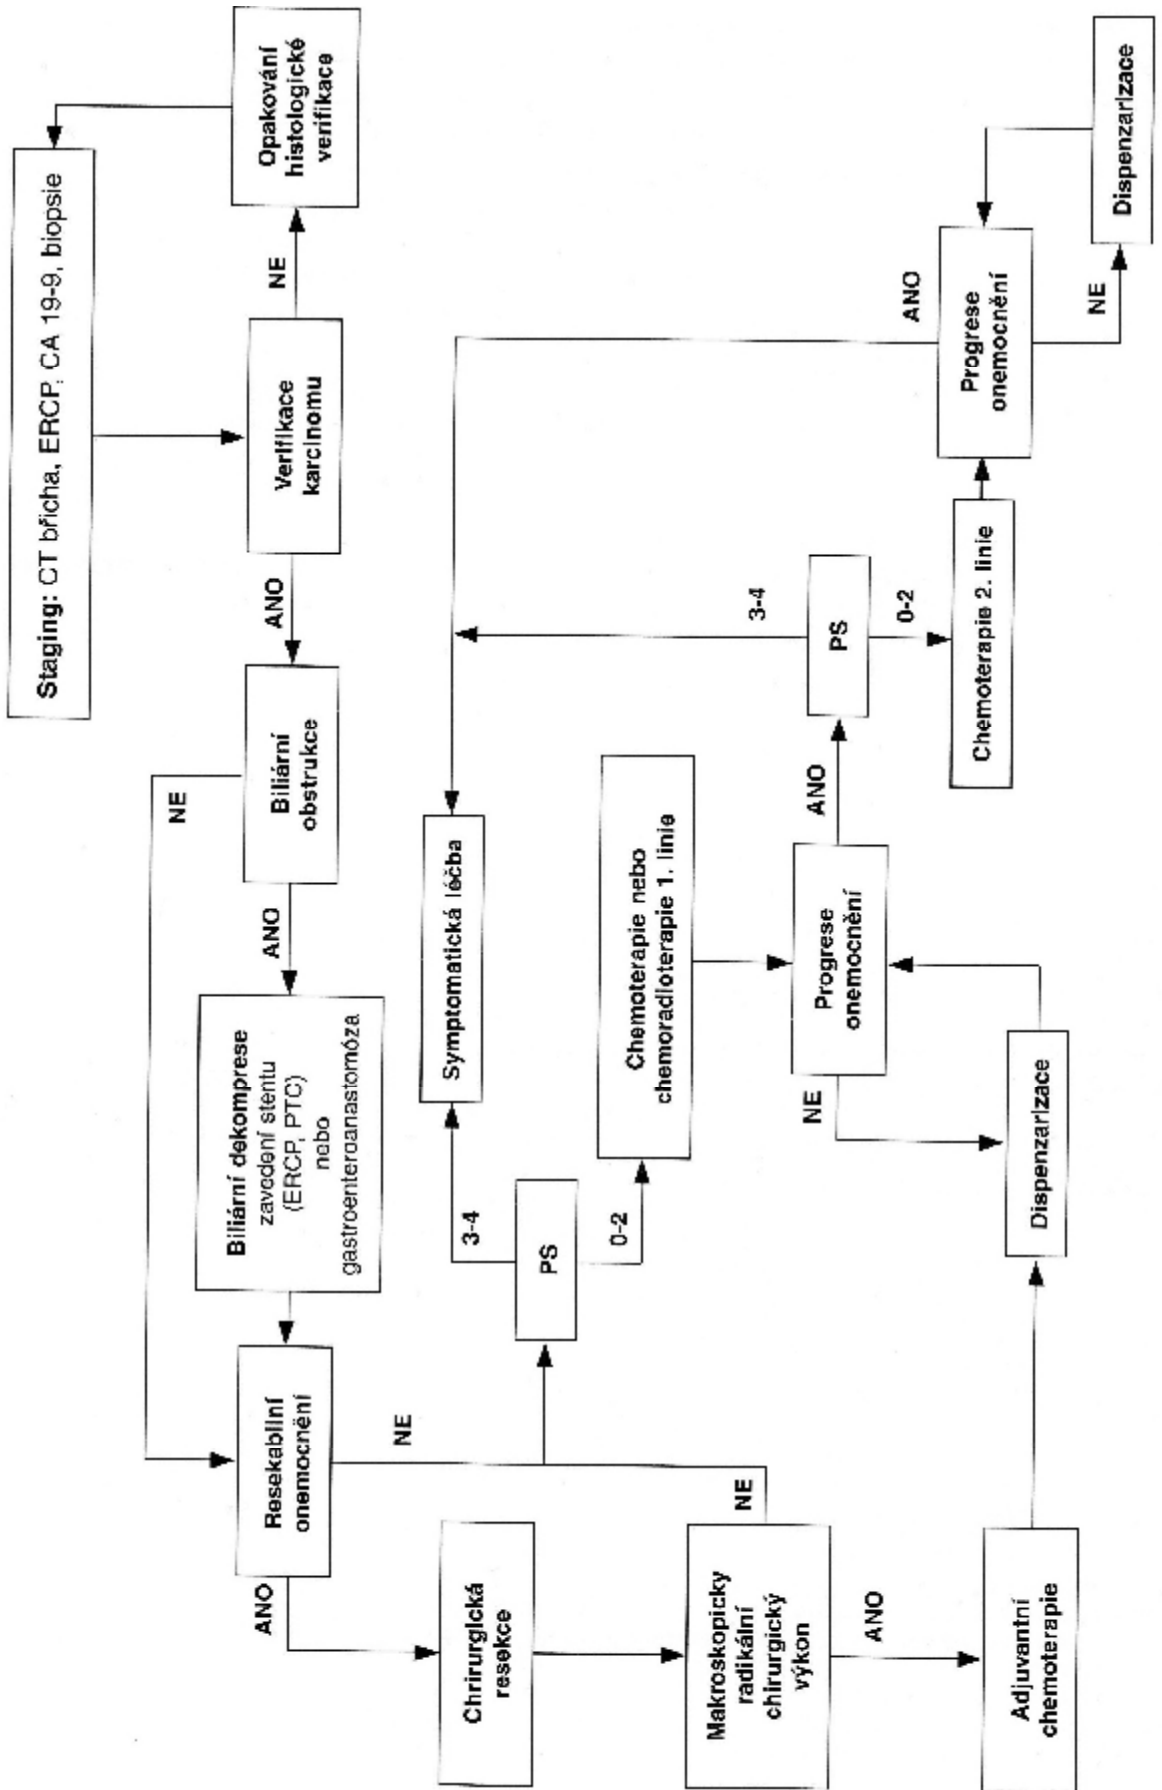 Staging: CT břicha, ERCP, CA 19-9, biopsie
Opakování
histologické
verifikace
NE
Verifikace
karcinomu
ANO
Biliární
obstrukce
NE
ANO
Biliární dekomprese
zavedení stentu
(ERCP, PTC)
nebo
gastroenteroanastomóza
Resekabilní
onemocnění
ANO
NE
Chrirurgická
resekce
Makroskopicky
radikální
chirurgický
výkon
NE
ANO
Adjuvantní
chemoterapie
PS
3-4
0-2
Symptomatická léčba
Chemoterapie nebo
chemoradioterapie 1. linie
Progrese
onemocnění
NE
ANO
Dispenzarizace
PS
3-4
0-2
Chemoterapie 2. linie
Progrese
onemocnění
ANO
NE
Dispenzarizace